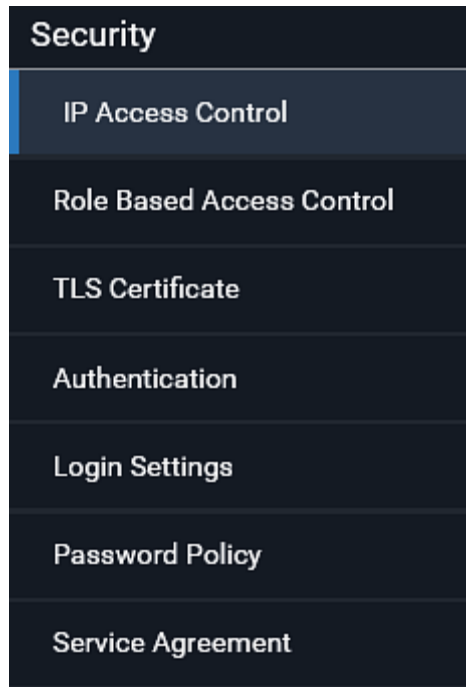 Security
IP Access Control
Role Based Access Control
TLS Certificate
Authentication
Login Settings
Password Policy
Service Agreement